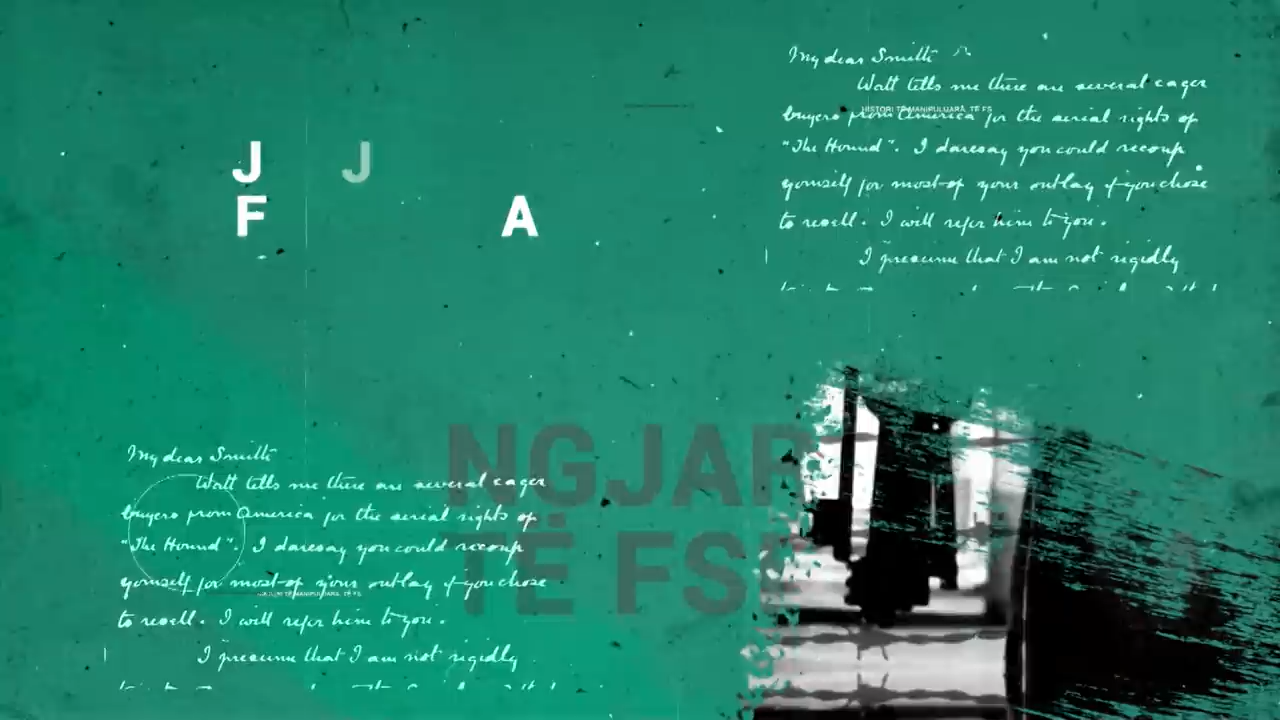 J J
F A
My dear Smith
Watt tells me there are several eager
HISTORI TË MANIPULUARA, TË FS
buyers from America for the serial rights of
"The Hound". I daresay you could recoup
yourself for most of your outlay if you chose
to resell. I will refer him to you.
I presume that I am not rigidly
NGJAR
TË FSH
My dear Smith
Watt tells me there are several eager
buyers from America for the serial rights of
"The Hound". I daresay you could recoup
yourself for most of your outlay if you chose
to resell. I will refer him to you.
I presume that I am not rigidly